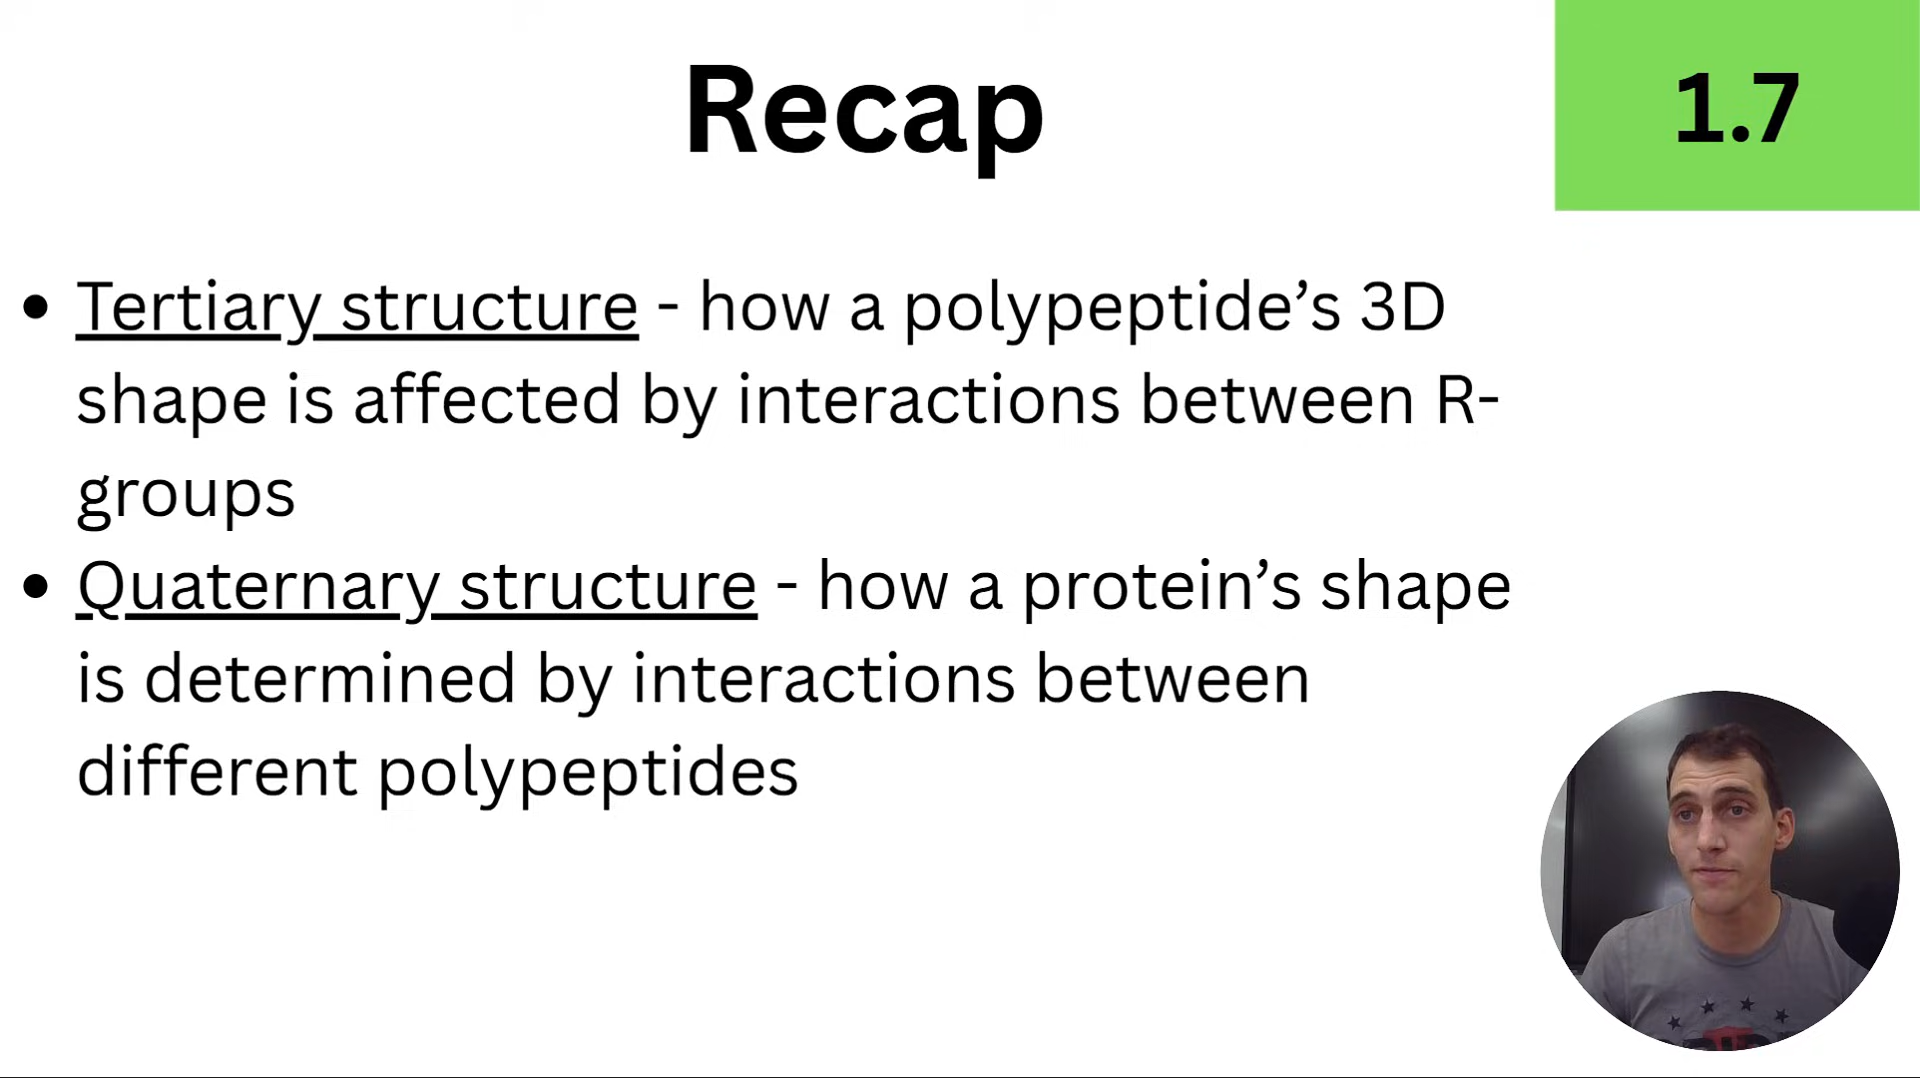 Recap
1.7
• Tertiary structure - how a polypeptide’s 3D
shape is affected by interactions between R-
groups
• Quaternary structure - how a protein’s shape
is determined by interactions between
different polypeptides